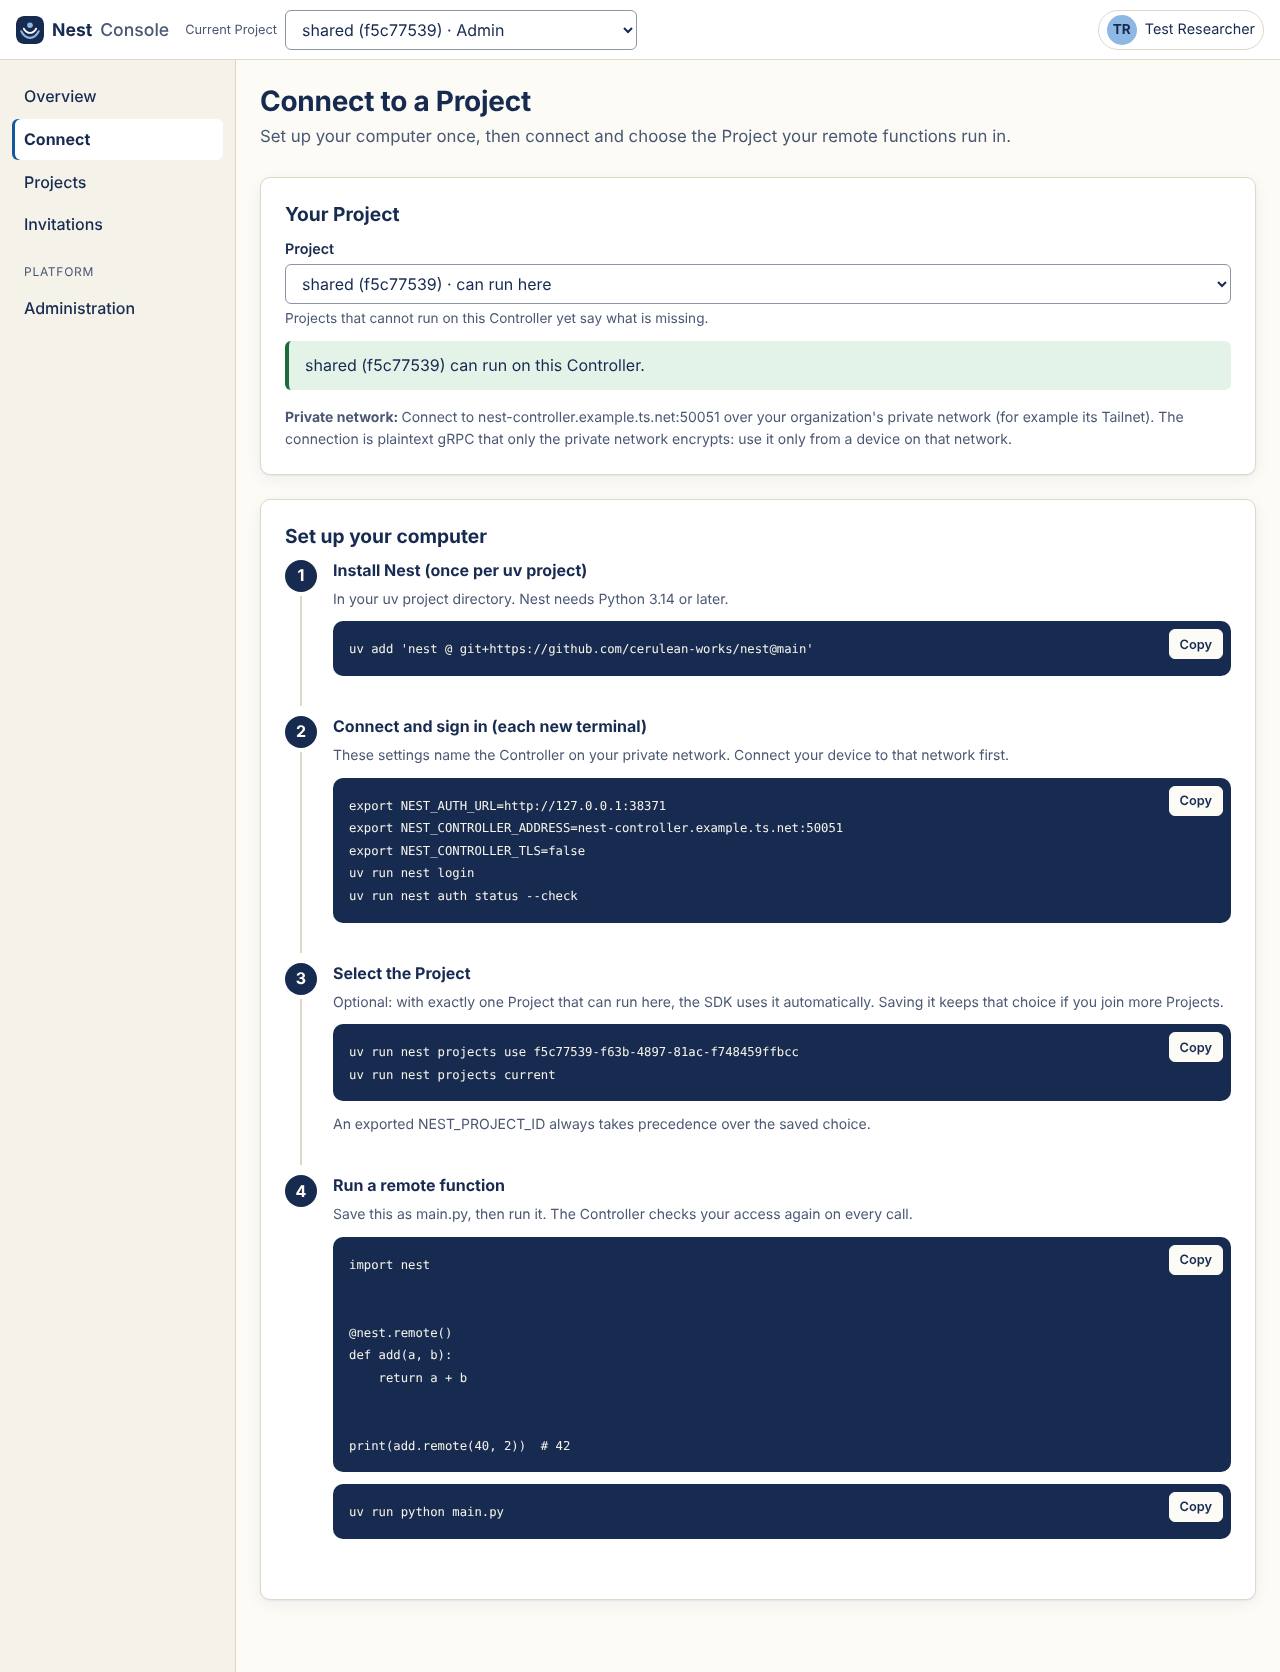 Nest Console
Current Project
shared (f5c77539) · Admin
TR
Test Researcher
Overview
Connect
Projects
Invitations
PLATFORM
Administration
Connect to a Project
Set up your computer once, then connect and choose the Project your remote functions run in.
Your Project
Project
shared (f5c77539) · can run here
Projects that cannot run on this Controller yet say what is missing.
shared (f5c77539) can run on this Controller.
Private network: Connect to nest-controller.example.ts.net:50051 over your organization's private network (for example its Tailnet). The
connection is plaintext gRPC that only the private network encrypts: use it only from a device on that network.
Set up your computer
1
Install Nest (once per uv project)
In your uv project directory. Nest needs Python 3.14 or later.
uv add 'nest @ git+https://github.com/cerulean-works/nest@main'
Copy
2
Connect and sign in (each new terminal)
These settings name the Controller on your private network. Connect your device to that network first.
export NEST_AUTH_URL=http://127.0.0.1:38371
Copy
export NEST_CONTROLLER_ADDRESS=nest-controller.example.ts.net:50051
export NEST_CONTROLLER_TLS=false
uv run nest login
uv run nest auth status --check
3
Select the Project
Optional: with exactly one Project that can run here, the SDK uses it automatically. Saving it keeps that choice if you join more Projects.
uv run nest projects use f5c77539-f63b-4897-81ac-f748459ffbcc
Copy
uv run nest projects current
An exported NEST_PROJECT_ID always takes precedence over the saved choice.
4
Run a remote function
Save this as main.py, then run it. The Controller checks your access again on every call.
import nest
Copy
@nest.remote()
def add(a, b):
    return a + b
print(add.remote(40, 2))  # 42
uv run python main.py
Copy